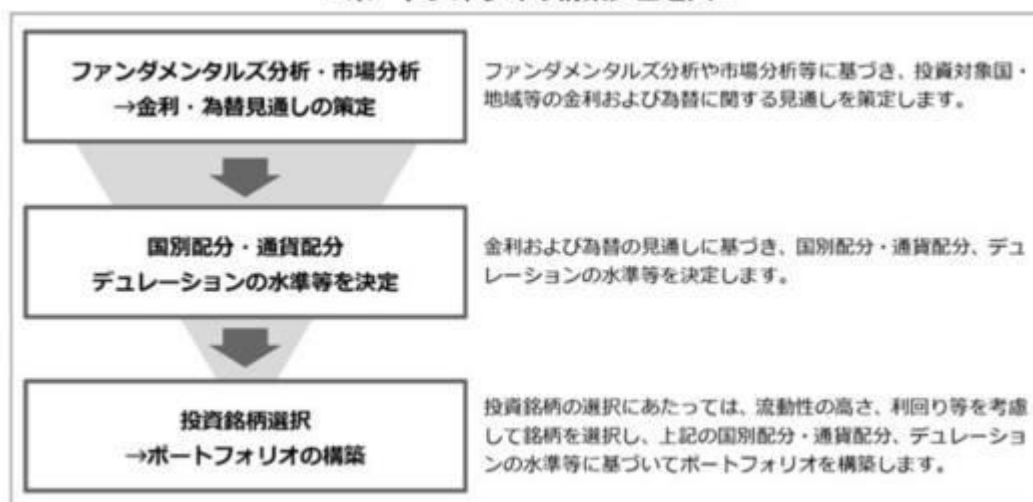 ファンダメンタルズ分析・市場分析
→金利・為替見通しの策定
ファンダメンタルズ分析や市場分析等に基づき、投資対象国・
地域等の金利および為替に関する見通しを策定します。
国別配分・通貨配分
デュレーションの水準等を決定
金利および為替の見通しに基づき、国別配分・通貨配分、デュ
レーションの水準等を決定します。
投資銘柄選択
→ポートフォリオの構築
投資銘柄の選択にあたっては、流動性の高さ、利回り等を考慮
して銘柄を選択し、上記の国別配分・通貨配分、デュレーショ
ンの水準等に基づいてポートフォリオを構築します。